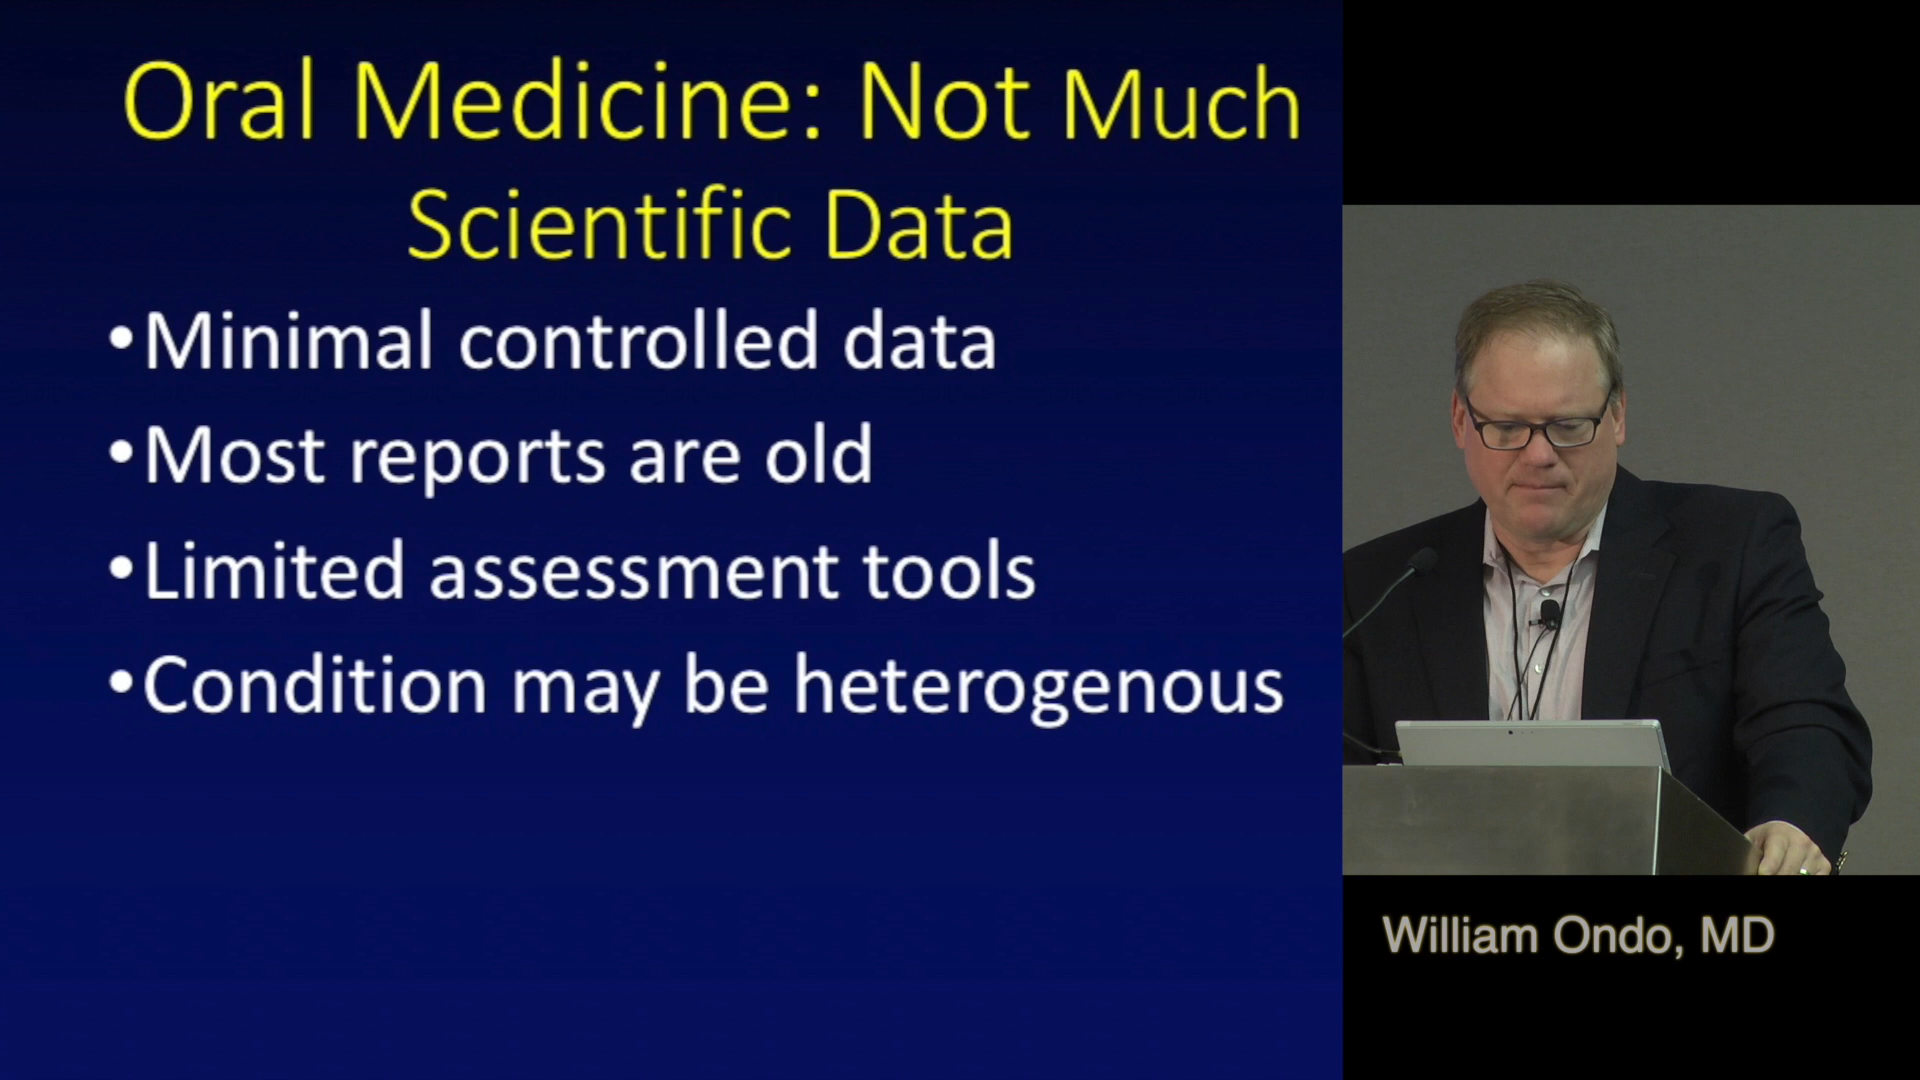 Oral Medicine: Not Much
Scientific Data
•Minimal controlled data
•Most reports are old
•Limited assessment tools
•Condition may be heterogenous
William Ondo, MD